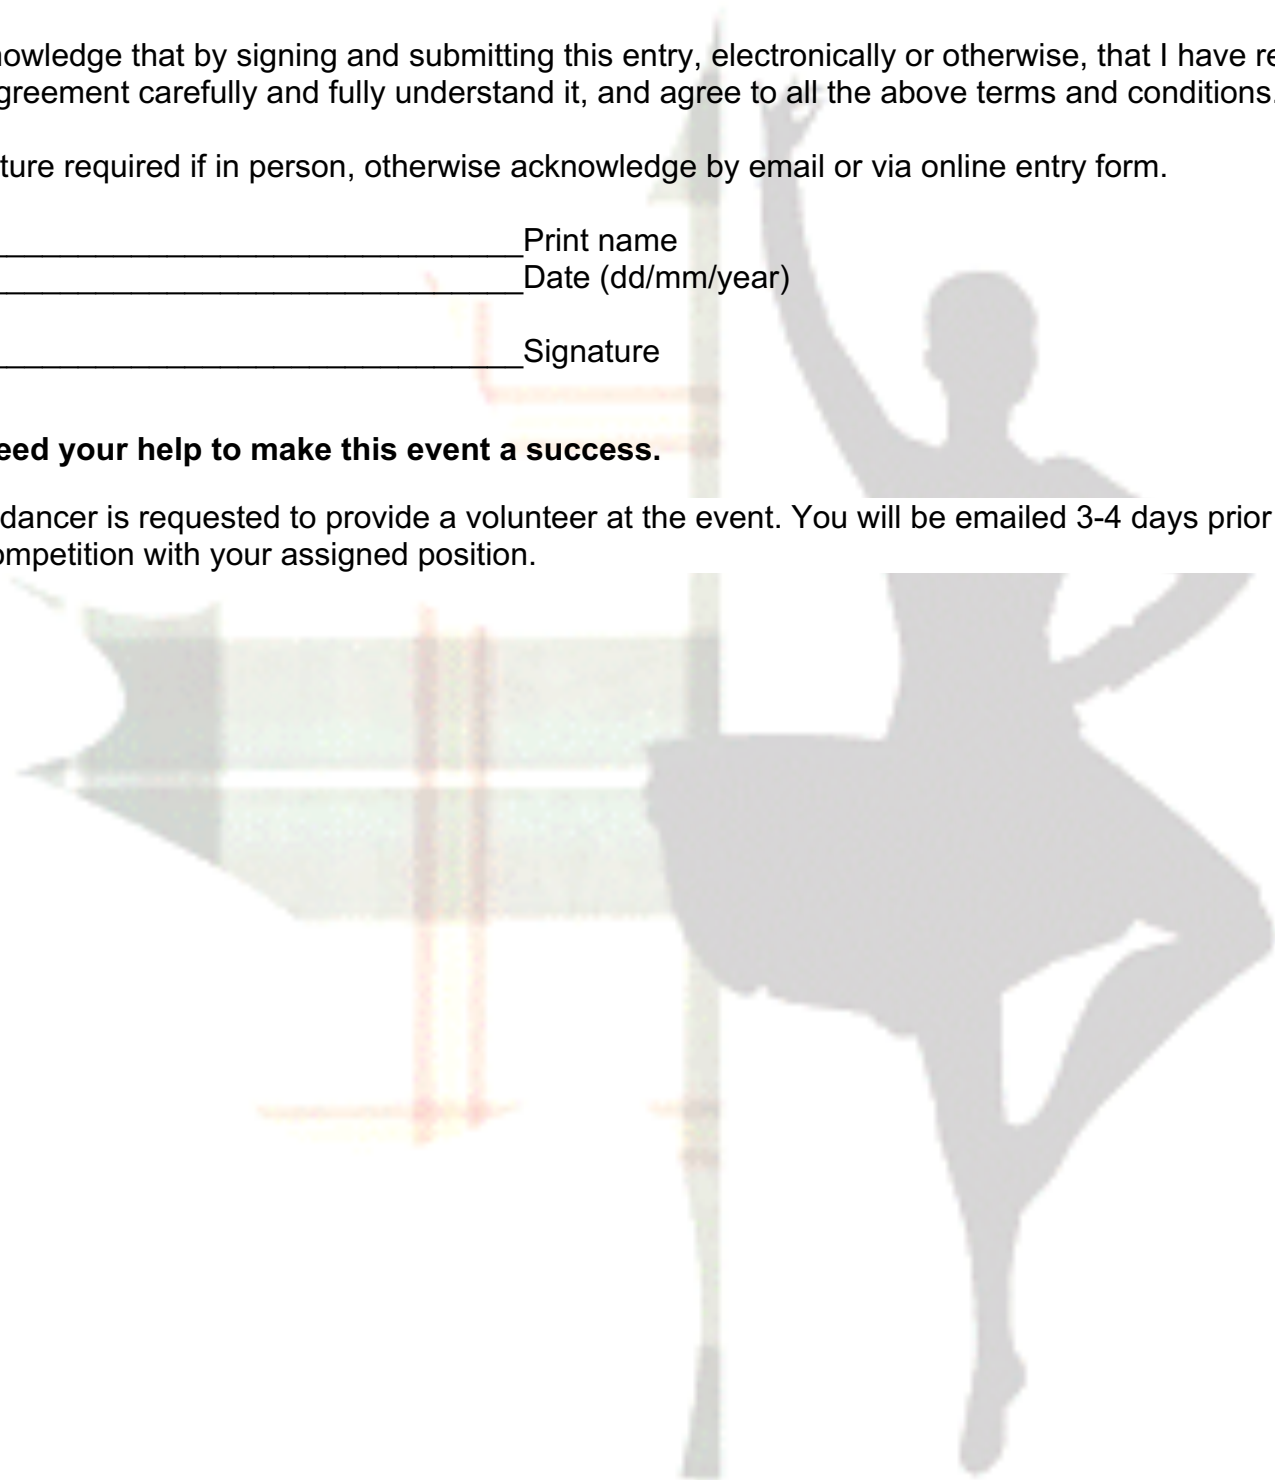 nowledge that by signing and submitting this entry, electronically or otherwise, that I have re
greement carefully and fully understand it, and agree to all the above terms and conditions.
ture required if in person, otherwise acknowledge by email or via online entry form.
______________________________Print name
______________________________Date (dd/mm/year)
______________________________Signature
eed your help to make this event a success.
dancer is requested to provide a volunteer at the event. You will be emailed 3-4 days prior
ompetition with your assigned position.